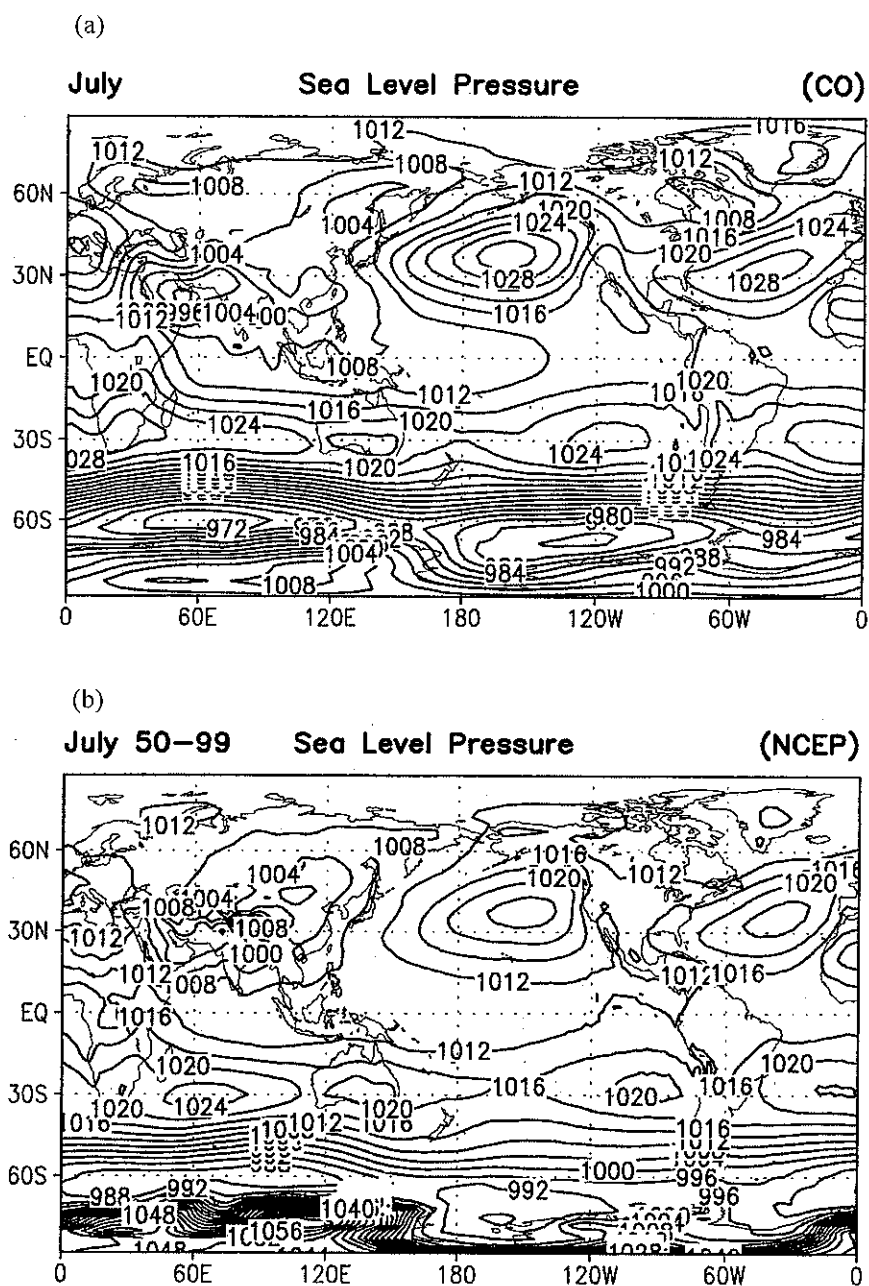 (a)
July Sea Level Pressure (CO)
1012 1016
1012 1008 1008 1012 1012
60N 1020 1008
1004 1024 1016 1024
1004 1020
30N 1028 1028
1012 996 1004 1016
EQ 1008
1020 1012 1020
1016
1024 1020
30S 1024 1024
1028 1016 1020
60S 972 980
984 984
1004 992
1008 984 1000
0 60E 120E 180 120W 60W 0
(b)
July 50-99 Sea Level Pressure (NCEP)
1012 1008
60N 1016 1012
1004 1020 1020
1004
1008 1008
30N 1012
1000
1012 1008 1012 1012 1016
EQ 1016
1012
1020 1016 1020
30S 1020 1024 1020 1020 1016
1016 1012 1016
1012
60S 1000
988 992 992 996 996
1048 1040
1056
1048 1028
0 60E 120E 180 120W 60W 0